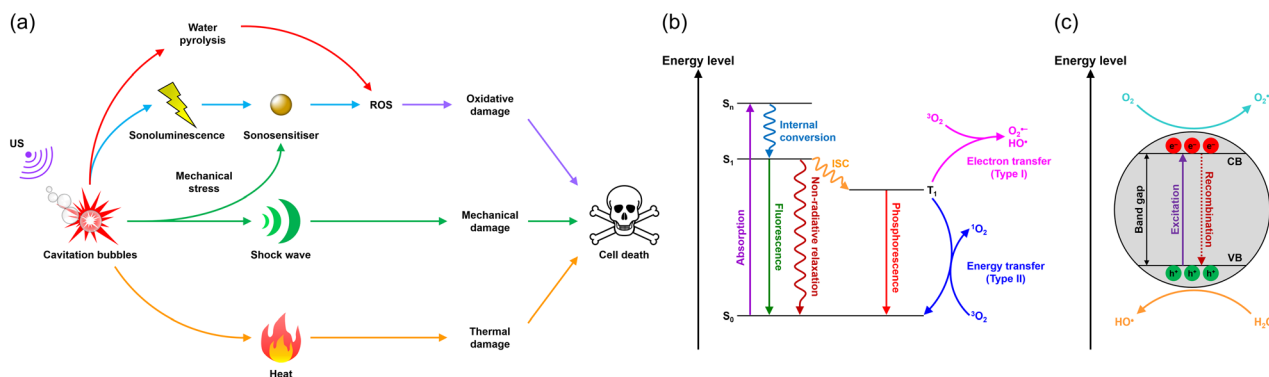 (a)
Water
pyrolysis
Sonoluminescence
Sonosensitiser
ROS
Oxidative
damage
US
Mechanical
stress
Cavitation bubbles
Shock wave
Mechanical
damage
Cell death
Heat
Thermal
damage
(b)
Energy level
Sn
S1
S0
T1
Internal
conversion
ISC
Absorption
Fluorescence
Non-radiative relaxation
Phosphorescence
³O₂
O₂•⁻
HO•
Electron transfer
(Type I)
¹O₂
Energy transfer
(Type II)
³O₂
(c)
Energy level
O₂
e⁻ e⁻ e⁻
CB
Band gap
Excitation
Recombination
VB
h⁺ h⁺ h⁺
HO•